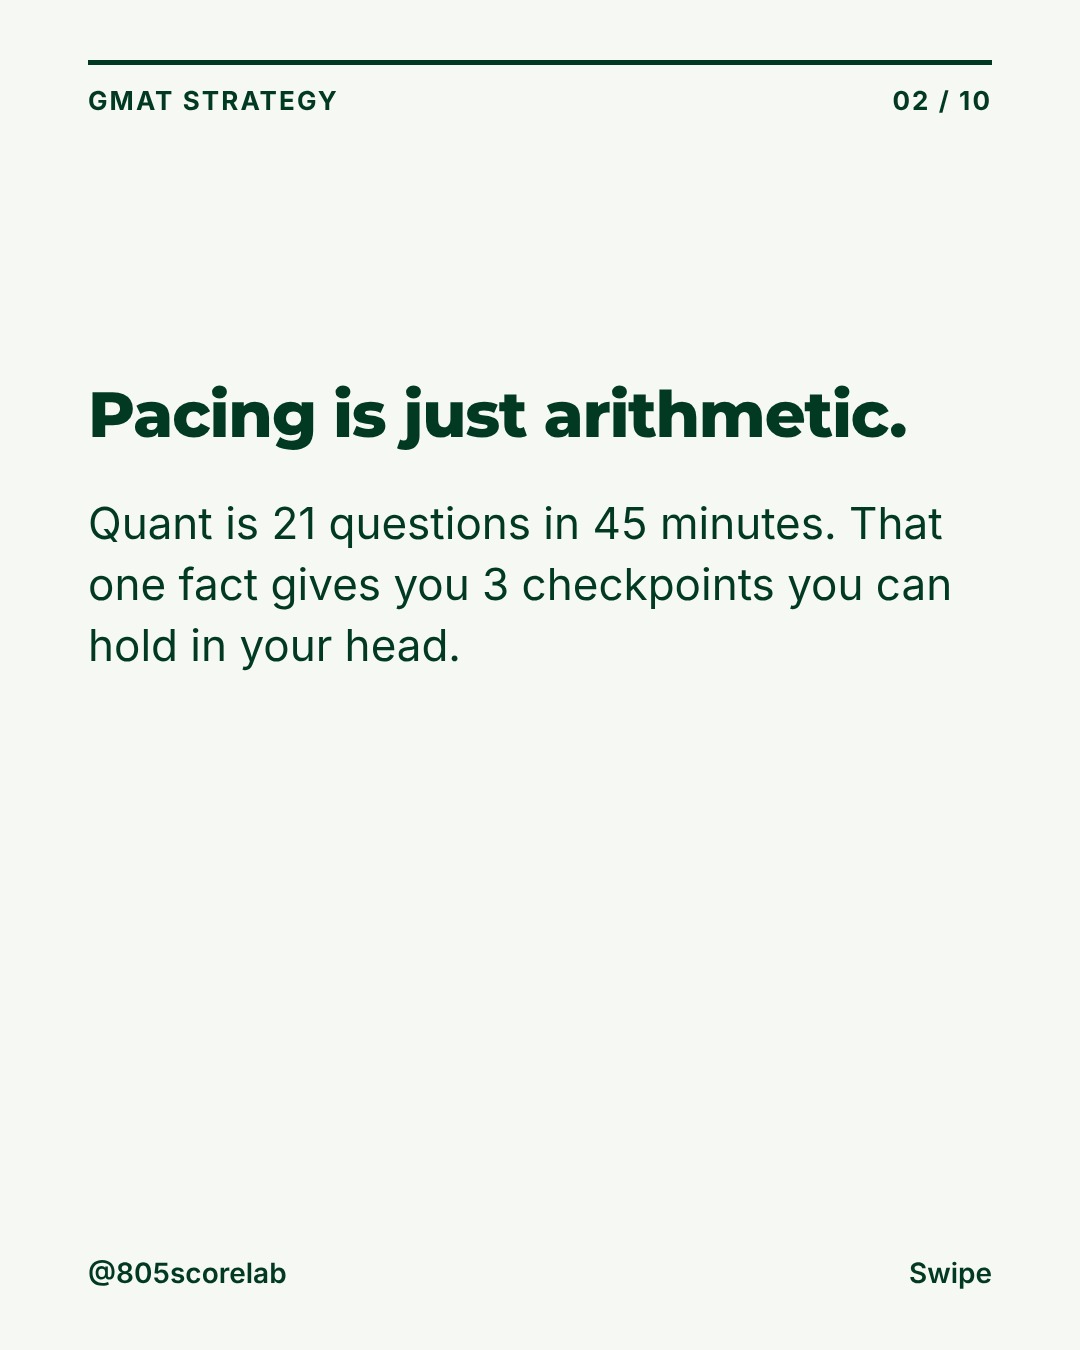 GMAT STRATEGY
02 / 10
Pacing is just arithmetic.
Quant is 21 questions in 45 minutes. That
one fact gives you 3 checkpoints you can
hold in your head.
@805scorelab
Swipe